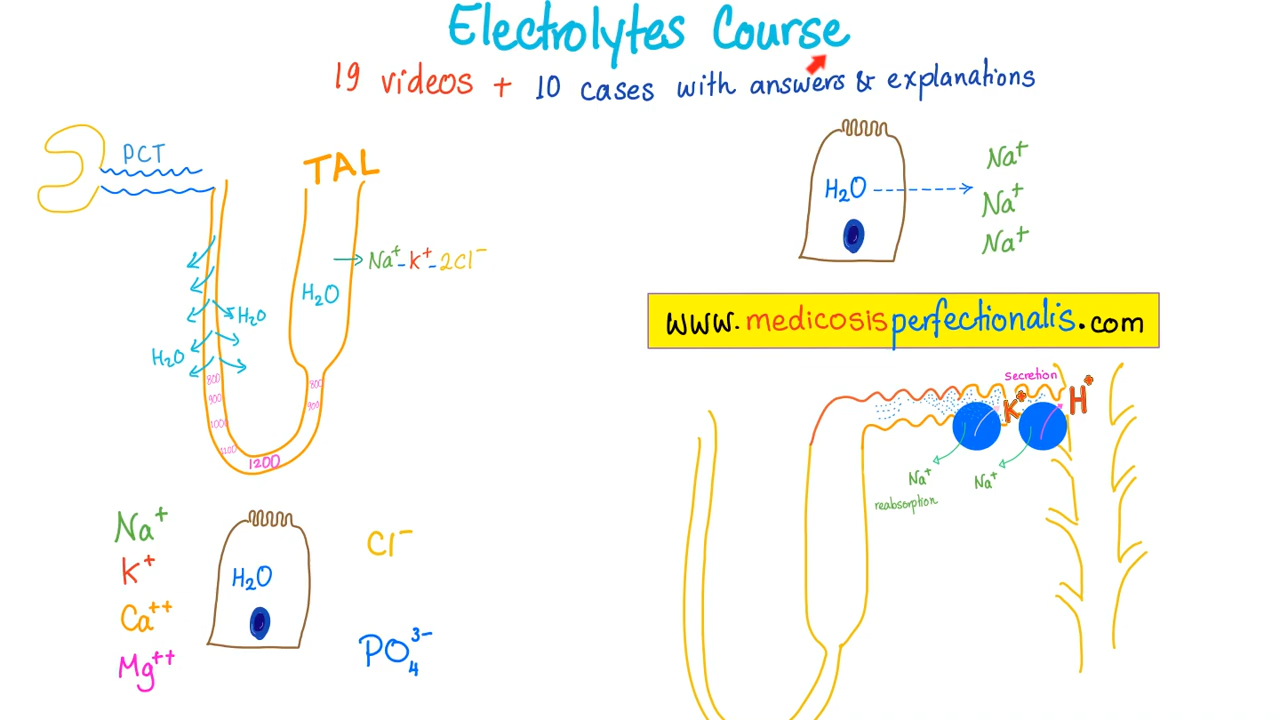 Electrolytes Course
19 videos + 10 cases with answers & explanations
PCT
TAL
Na⁺-K⁺-2Cl⁻
H₂O
H₂O
H₂O
800
900
1000
1100
1200
800
900
H₂O
Na⁺
Na⁺
Na⁺
www.medicosisperfectionalis.com
secretion
K⁺
H⁺
Na⁺
Na⁺
reabsorption
Na⁺
K⁺
Ca⁺⁺
Mg⁺⁺
H₂O
Cl⁻
PO₄³⁻